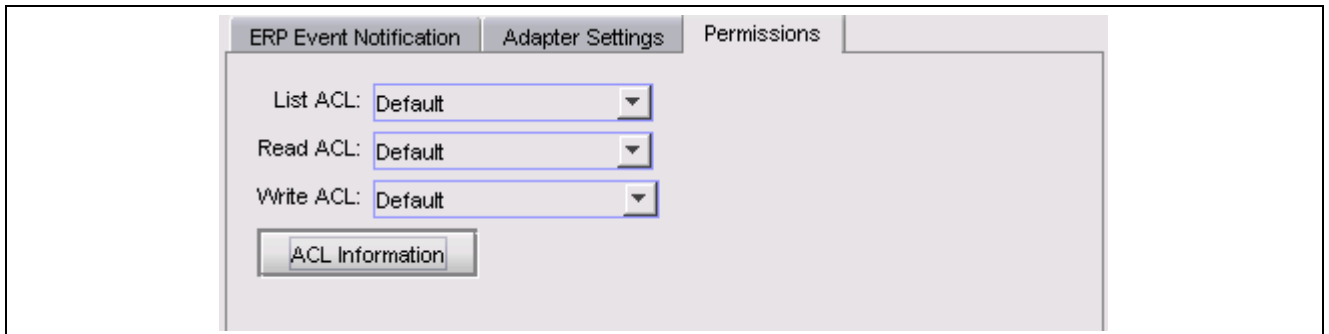 ERP Event Notification Adapter Settings Permissions
List ACL: Default
Read ACL: Default
Write ACL: Default
ACL Information